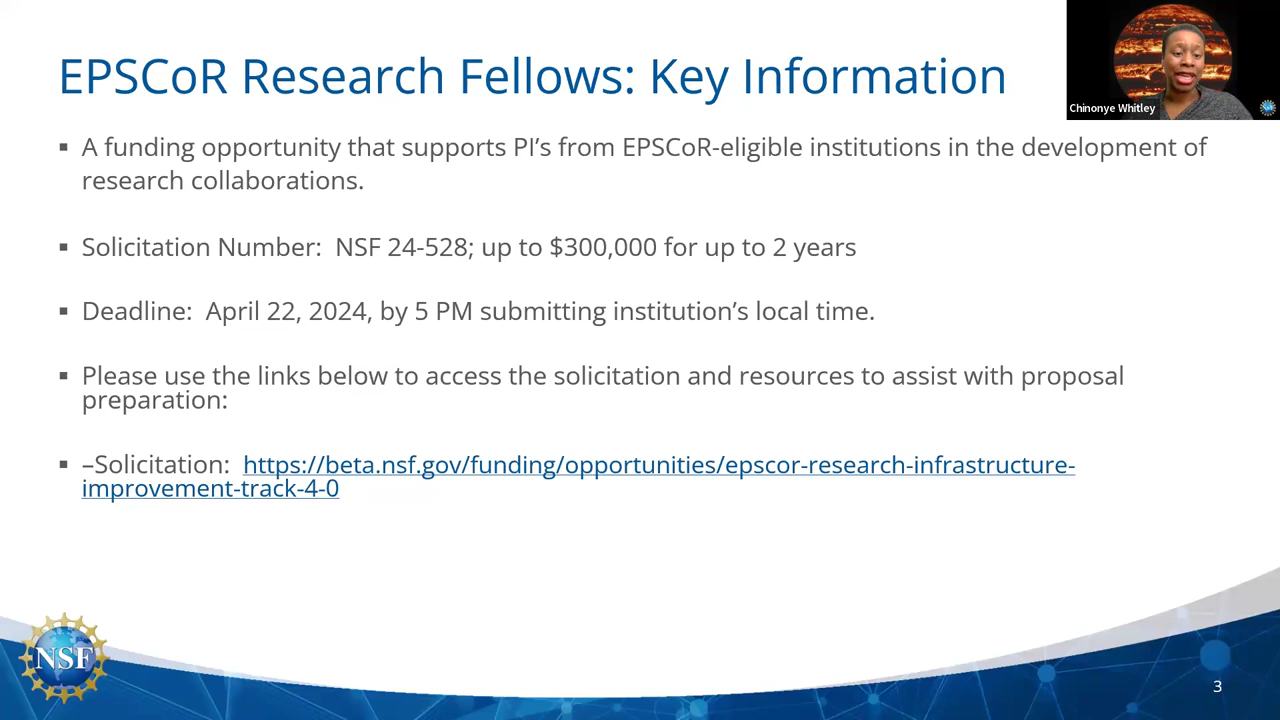 EPSCoR Research Fellows: Key Information
Chinonye Whitley
▪ A funding opportunity that supports PI’s from EPSCoR-eligible institutions in the development of
research collaborations.
▪ Solicitation Number:  NSF 24-528; up to $300,000 for up to 2 years
▪ Deadline:  April 22, 2024, by 5 PM submitting institution’s local time.
▪ Please use the links below to access the solicitation and resources to assist with proposal
preparation:
▪ –Solicitation:  https://beta.nsf.gov/funding/opportunities/epscor-research-infrastructure-
improvement-track-4-0
NSF
3